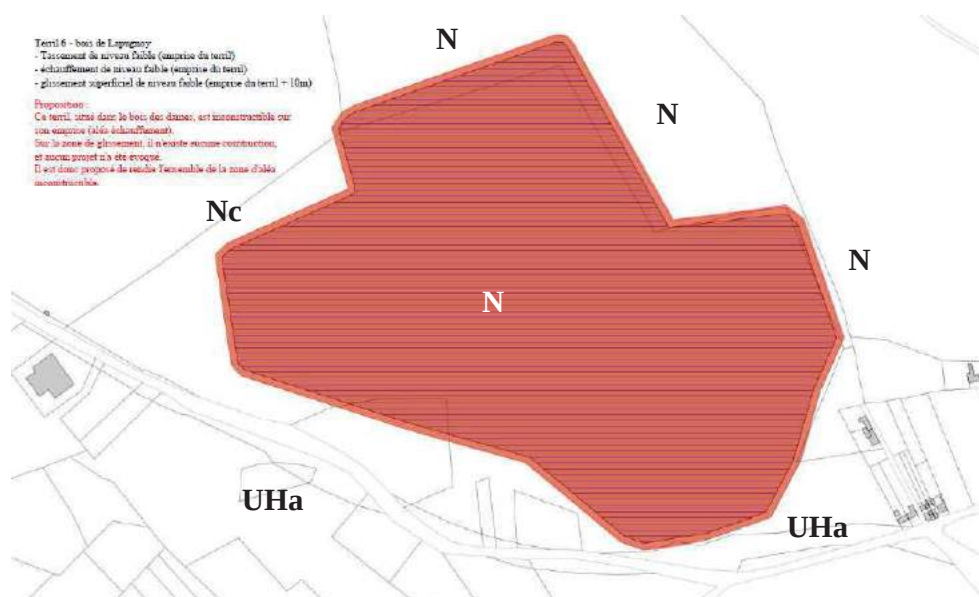 Terril 6 - bois de Lapugnoy
- Tassement de niveau faible (emprise du terril)
- échauffement de niveau faible (emprise du terril)
- glissement superficiel de niveau faible (emprise du terril + 10m)
Proposition :
Ce terril, situé dans le bois des dames, est inconstructible sur
son emprise (aléa échauffement).
Sur la zone de glissement, il n'existe aucune construction,
et aucun projet n'a été évoqué.
Il est donc proposé de rendre l'ensemble de la zone d'aléa
inconstructible.
N
N
Nc
N
N
UHa
UHa